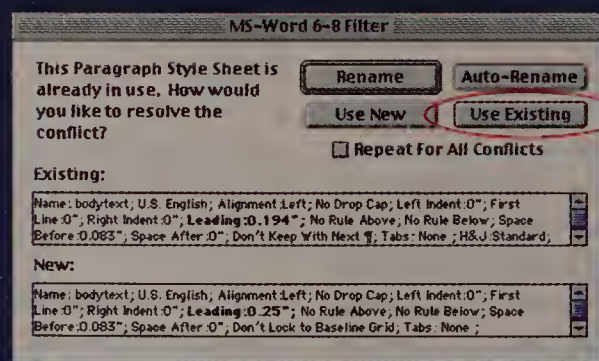 MS-Word 6-8 Filter
This Paragraph Style Sheet is
already in use. How would
you like to resolve the
conflict?
Rename
Auto-Rename
Use New
Use Existing
Repeat For All Conflicts
Existing:
Name: bodytext; U.S. English; Alignment:Left; No Drop Cap; Left Indent:0"; First
Line:0"; Right Indent:0"; Leading:0.194"; No Rule Above; No Rule Below; Space
Before:0.083"; Space After:0"; Don't Keep With Next ¶; Tabs: None ; H&J:Standard;
New:
Name: bodytext; U.S. English; Alignment:Left; No Drop Cap; Left Indent:0"; First
Line:0"; Right Indent:0"; Leading:0.25"; No Rule Above; No Rule Below; Space
Before:0.083"; Space After:0"; Don't Lock to Baseline Grid; Tabs: None ;